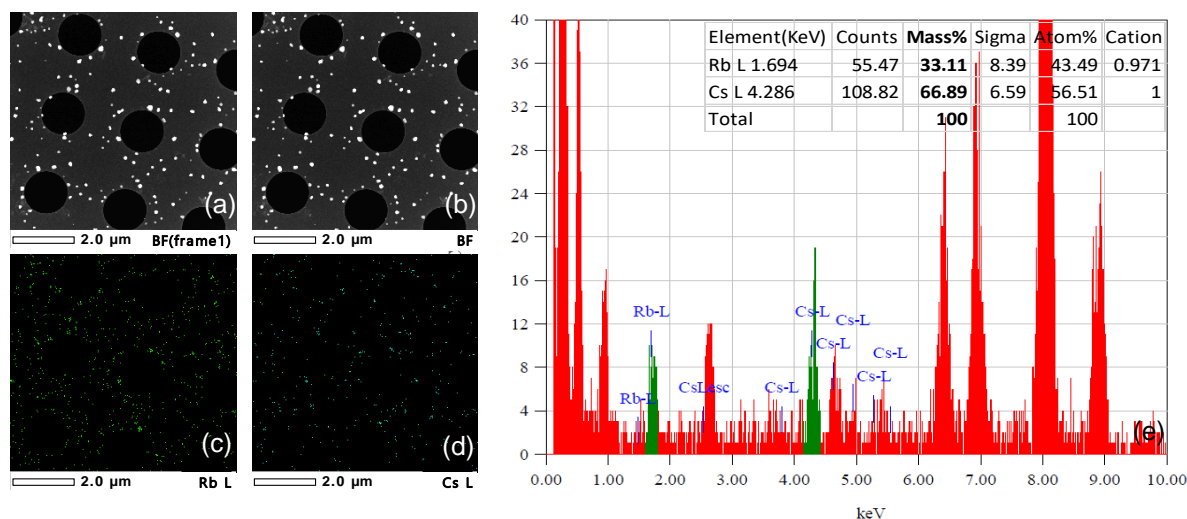 (a)
(b)
2.0 µm BF(frame1)
2.0 µm BF
(c)
(d)
2.0 µm Rb L
2.0 µm Cs L
Element(KeV) Counts Mass% Sigma Atom% Cation
Rb L 1.694 55.47 33.11 8.39 43.49 0.971
Cs L 4.286 108.82 66.89 6.59 56.51 1
Total 100 100
40
36
32
28
24
20
16
12
8
4
0
Rb-L
Rb-L
CsLesc
Cs-L
Cs-L
Cs-L
Cs-L
Cs-L
Cs-L
(e)
0.00 1.00 2.00 3.00 4.00 5.00 6.00 7.00 8.00 9.00 10.00
keV